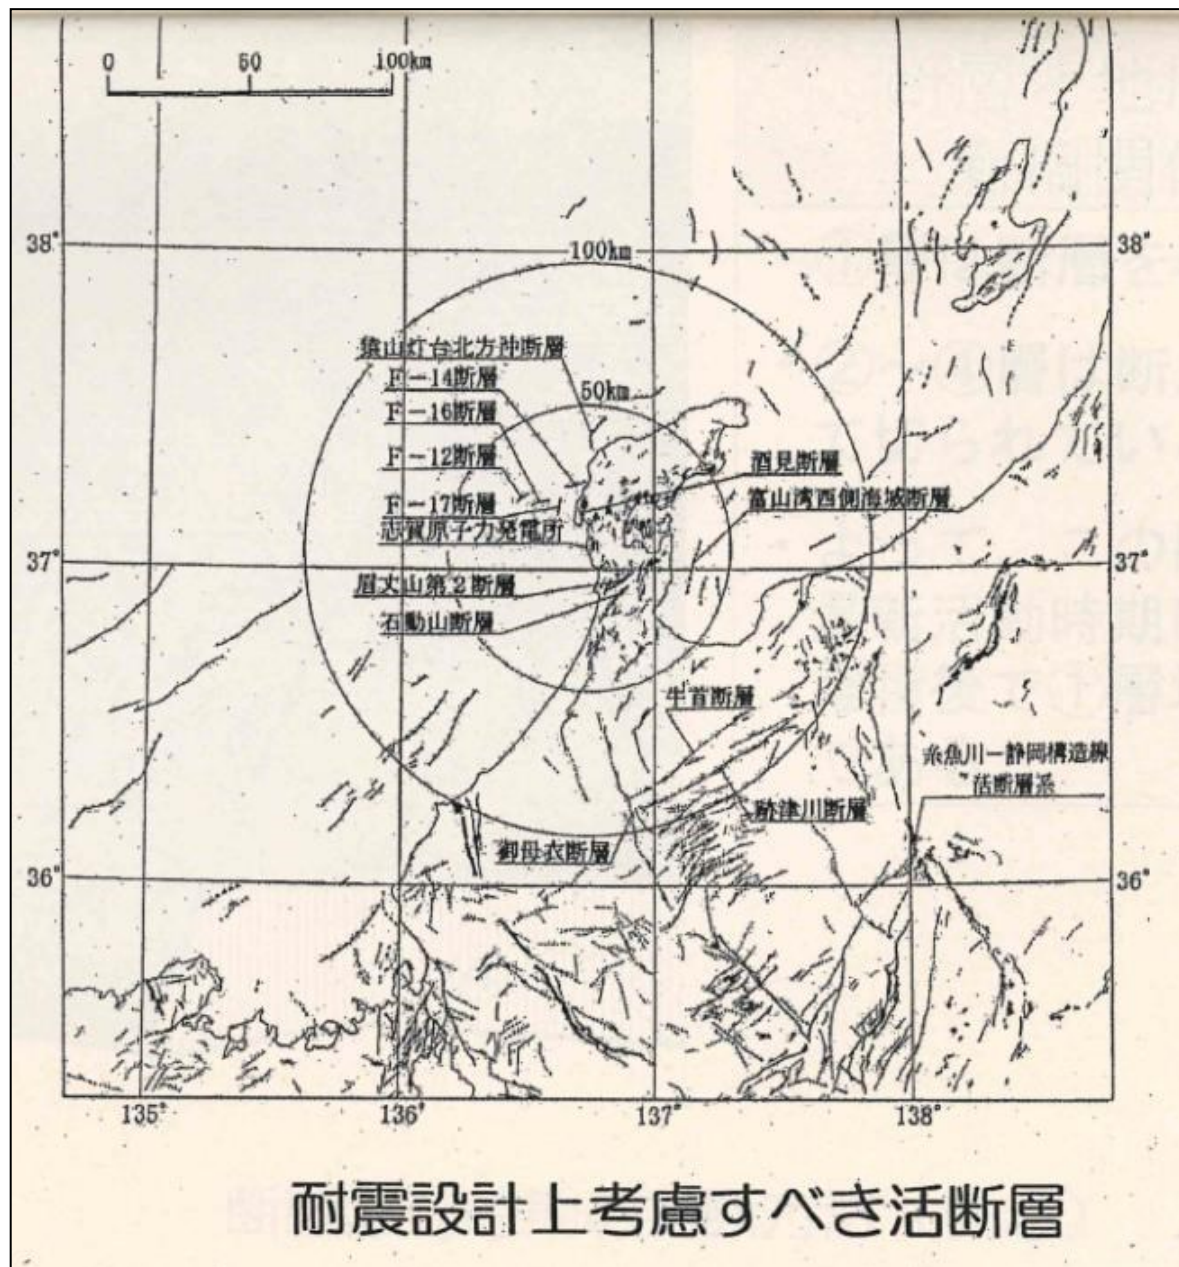 0 50 100km
38°
38°
100km
猿山灯台北方沖断層
F-14断層
50km
F-16断層
F-12断層
酒見断層
F-17断層
富山湾西側海域断層
志賀原子力発電所
37°
37°
眉丈山第2断層
石動山断層
牛首断層
糸魚川-静岡構造線
活断層系
跡津川断層
御母衣断層
36°
36°
135°
136°
137°
138°
耐震設計上考慮すべき活断層